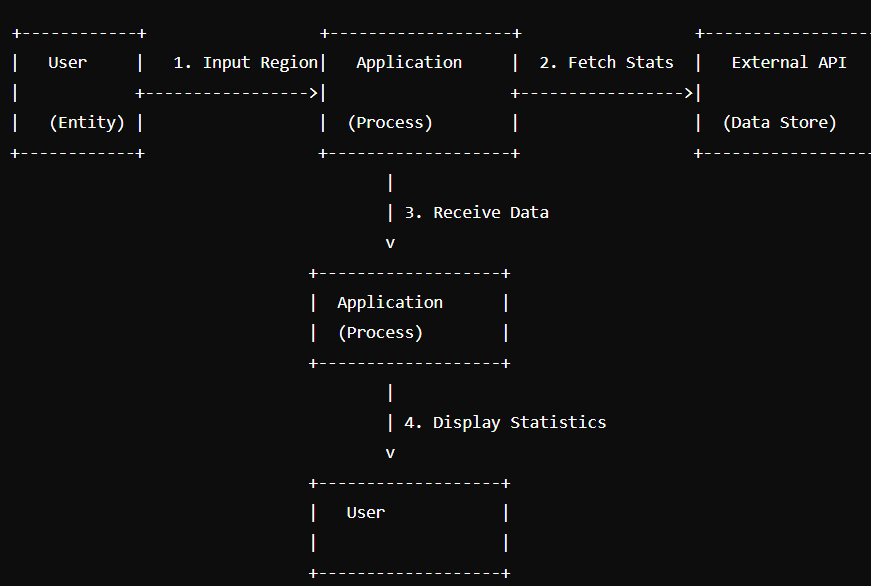 User 1. Input Region Application 2. Fetch Stats External API
(Entity) (Process) (Data Store)
3. Receive Data
v
Application
(Process)
4. Display Statistics
v
User